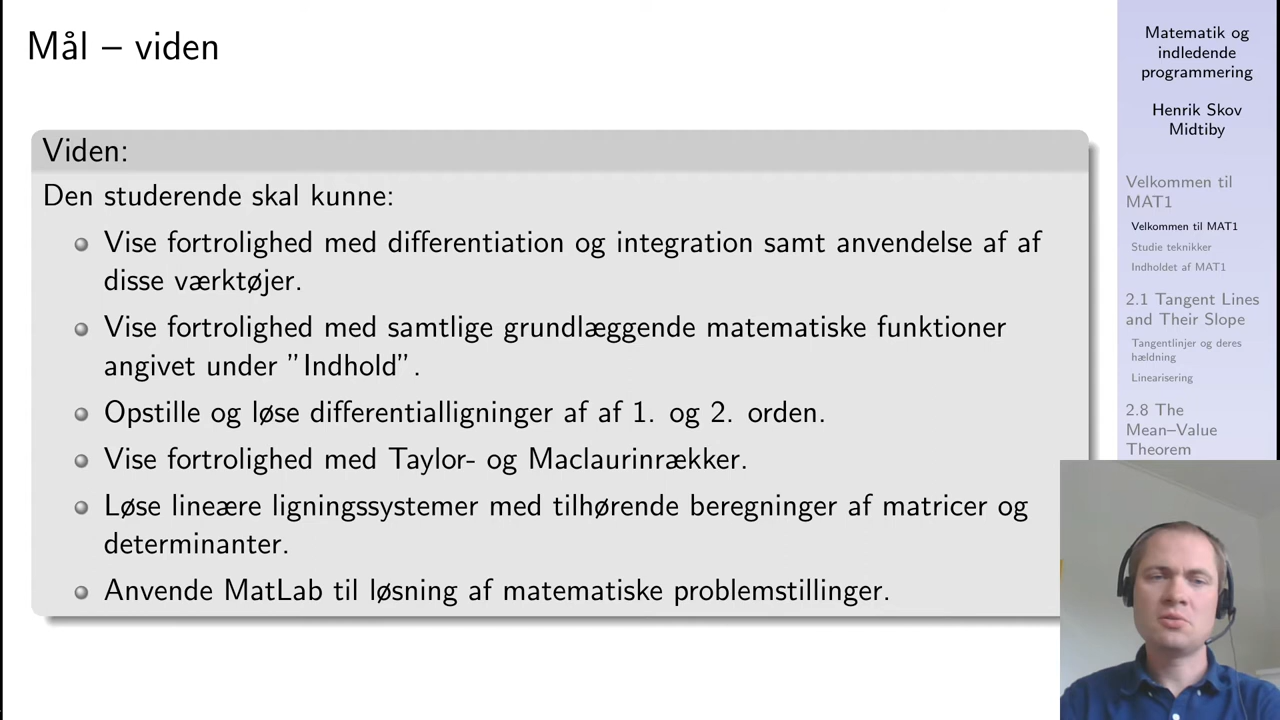 Mål – viden
Viden:
Den studerende skal kunne:
Vise fortrolighed med differentiation og integration samt anvendelse af af
disse værktøjer.
Vise fortrolighed med samtlige grundlæggende matematiske funktioner
angivet under ”Indhold”.
Opstille og løse differentialligninger af af 1. og 2. orden.
Vise fortrolighed med Taylor- og Maclaurinrækker.
Løse lineære ligningssystemer med tilhørende beregninger af matricer og
determinanter.
Anvende MatLab til løsning af matematiske problemstillinger.
Matematik og
indledende
programmering
Henrik Skov
Midtiby
Velkommen til
MAT1
Velkommen til MAT1
Studie teknikker
Indholdet af MAT1
2.1 Tangent Lines
and Their Slope
Tangentlinjer og deres
hældning
Linearisering
2.8 The
Mean–Value
Theorem